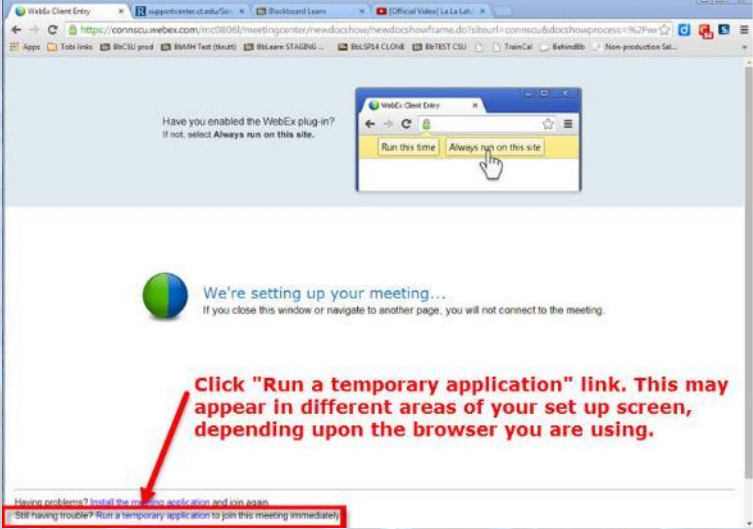 WebEx Client Entry
supportcenter.ct.edu/Ser
Blackboard Learn
[Official Video] La La Lat
https://connscu.webex.com/mc0806l/meetingcenter/newdocshow/newdocshowframe.do?siteurl=connscu&docshowprocess=%2Fw
Apps Tobi links BbCSU prod BbMH Test (tkrutt) BbLearn STAGING ... BbLSP14 CLONE BbTEST CSU TrainCal BehindBb Non-production Sel...
Have you enabled the WebEx plug-in?
If not, select Always run on this site.
WebEx Client Entry
Run this time Always run on this site
We're setting up your meeting...
If you close this window or navigate to another page, you will not connect to the meeting.
Click "Run a temporary application" link. This may
appear in different areas of your set up screen,
depending upon the browser you are using.
Having problems? Install the meeting application and join again.
Still having trouble? Run a temporary application to join this meeting immediately